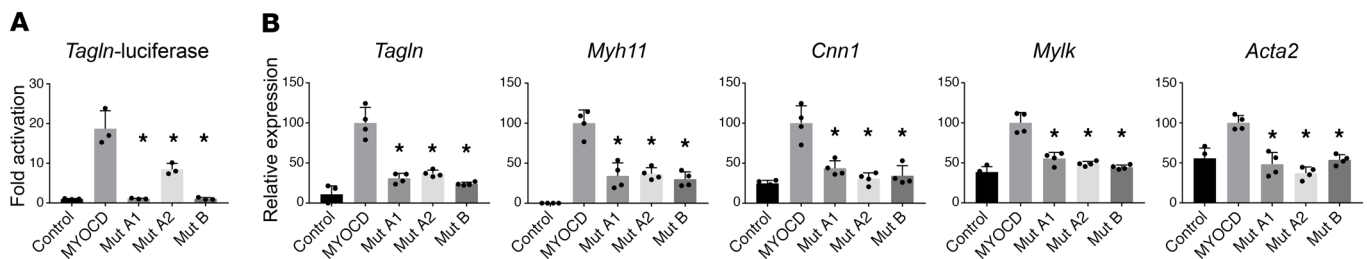 A
B
Tagln-luciferase
Tagln
Myh11
Cnn1
Mylk
Acta2
Fold activation
30
20
10
0
* * *
Control
MYOCD
Mut A1
Mut A2
Mut B
Relative expression
150
100
50
0
* * *
Control
MYOCD
Mut A1
Mut A2
Mut B
150
100
50
0
* * *
Control
MYOCD
Mut A1
Mut A2
Mut B
150
100
50
0
* * *
Control
MYOCD
Mut A1
Mut A2
Mut B
150
100
50
0
* * *
Control
MYOCD
Mut A1
Mut A2
Mut B
150
100
50
0
* * *
Control
MYOCD
Mut A1
Mut A2
Mut B